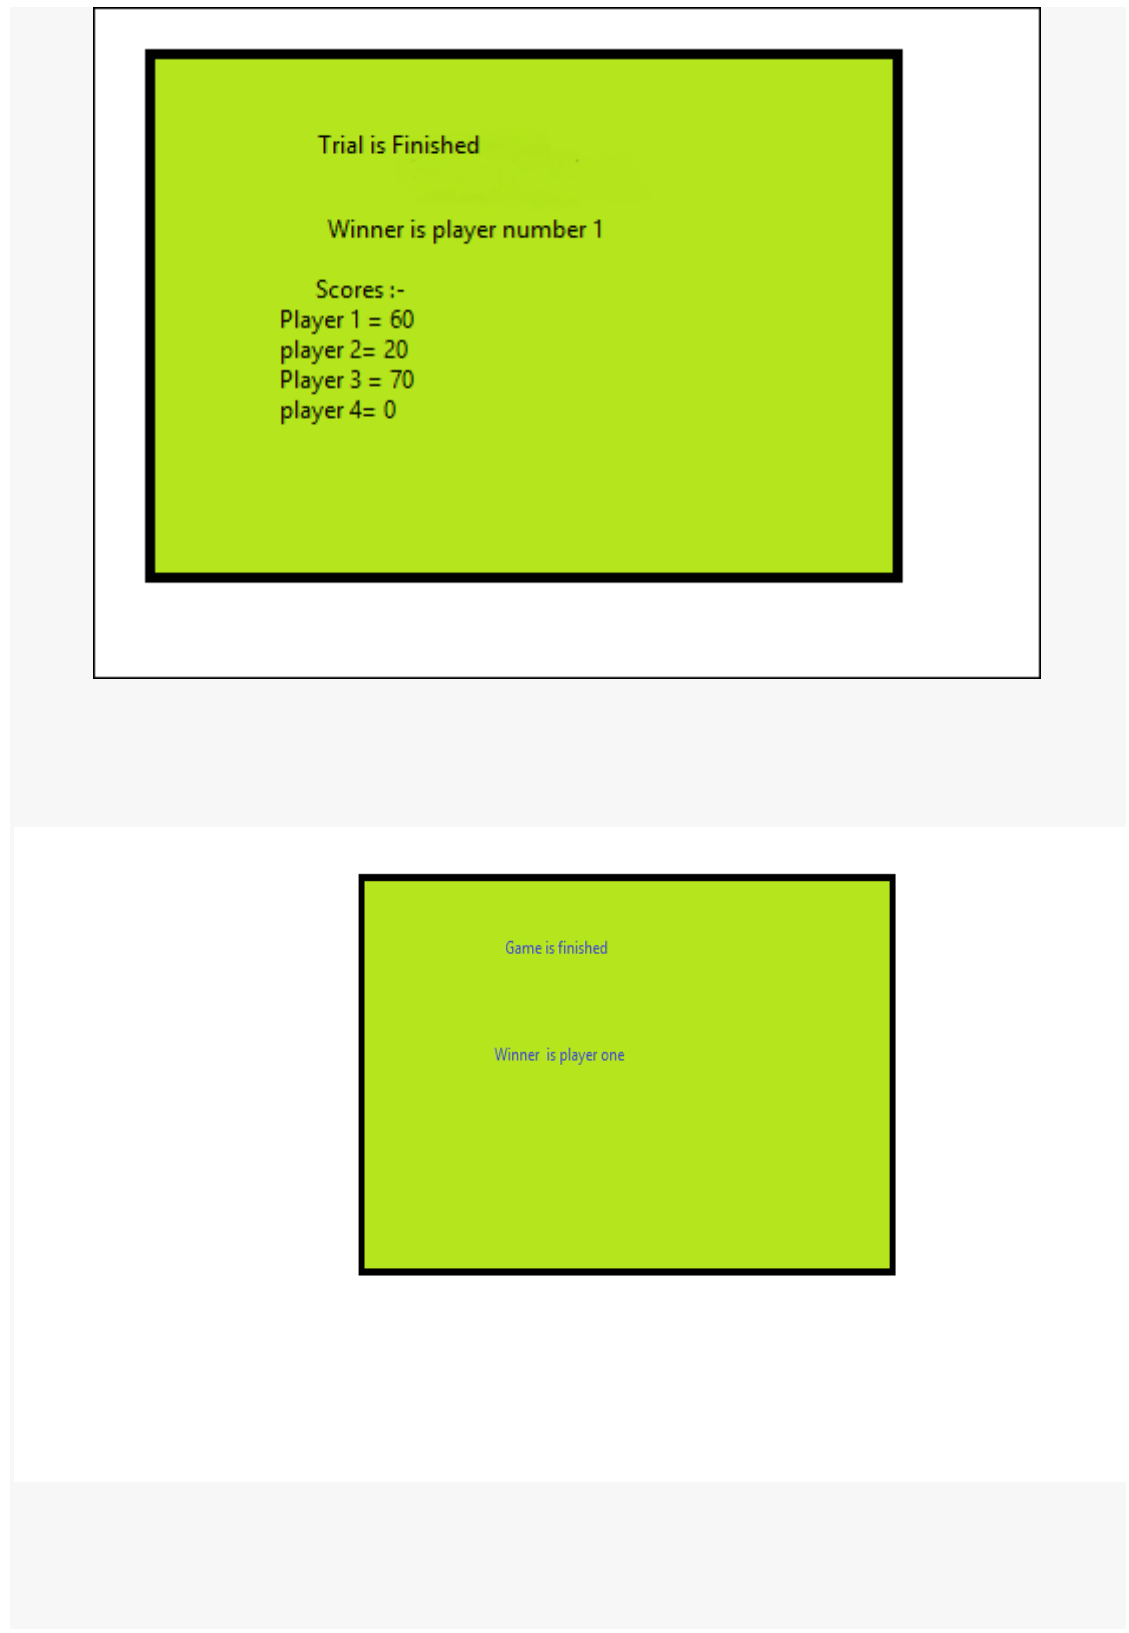 Trial is Finished
Winner is player number 1
Scores :-
Player 1 = 60
player 2= 20
Player 3 = 70
player 4= 0
Game is finished
Winner  is player one